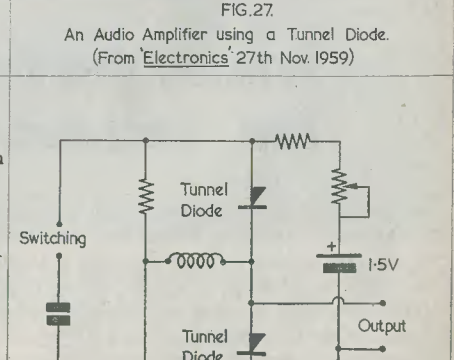 FIG.27.
An Audio Amplifier using a Tunnel Diode.
(From 'Electronics' 27th Nov. 1959)
Tunnel
Diode
Switching
+
1·5V
Output
Tunnel
Diode